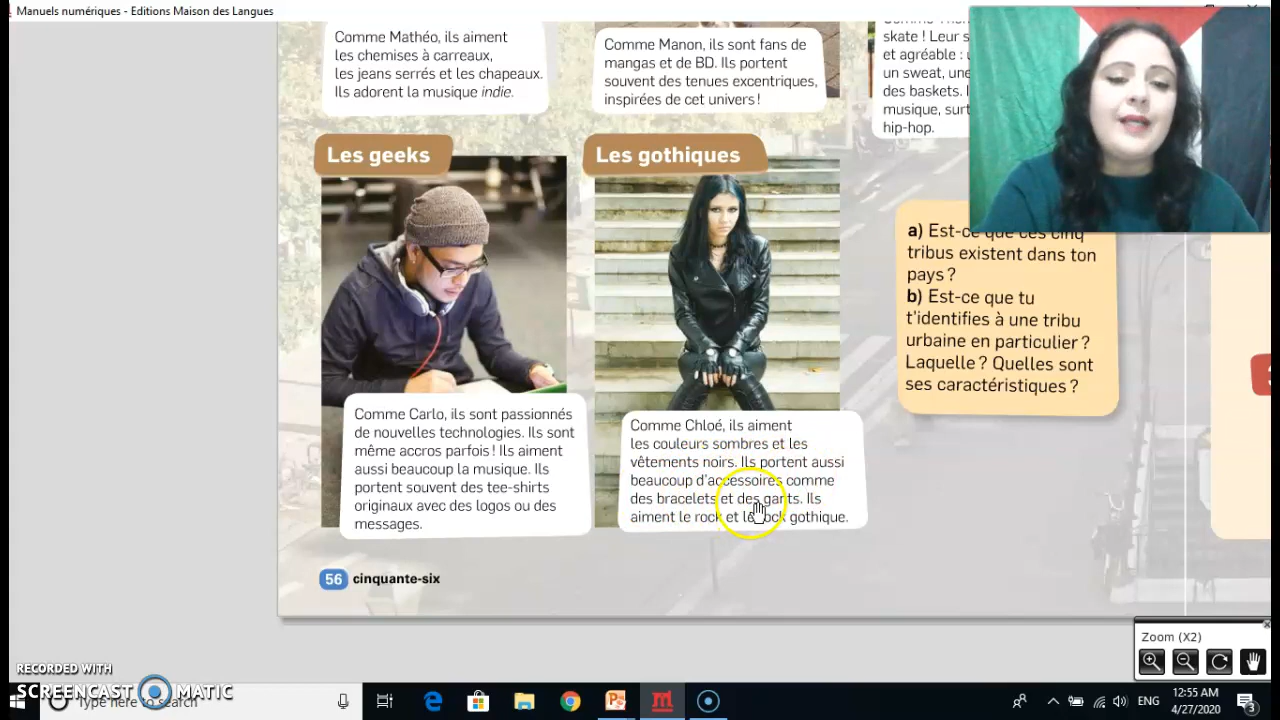 Manuels numériques - Editions Maison des Langues
Comme Mathéo, ils aiment
les chemises à carreaux,
les jeans serrés et les chapeaux.
Ils adorent la musique indie.
Comme Manon, ils sont fans de
mangas et de BD. Ils portent
souvent des tenues excentriques,
inspirées de cet univers !
skate ! Leur s
et agréable :
un sweat, une
des baskets. I
musique, surt
hip-hop.
Les geeks
Comme Carlo, ils sont passionnés
de nouvelles technologies. Ils sont
même accros parfois ! Ils aiment
aussi beaucoup la musique. Ils
portent souvent des tee-shirts
originaux avec des logos ou des
messages.
Les gothiques
Comme Chloé, ils aiment
les couleurs sombres et les
vêtements noirs. Ils portent aussi
beaucoup d'accessoires comme
des bracelets et des gants. Ils
aiment le rock et le rock gothique.
a) Est-ce que ces cinq
tribus existent dans ton
pays ?
b) Est-ce que tu
t'identifies à une tribu
urbaine en particulier ?
Laquelle ? Quelles sont
ses caractéristiques ?
56 cinquante-six
Zoom (X2)
RECORDED WITH
SCREENCAST MATIC
Type here to search
ENG
12:55 AM
4/27/2020
3